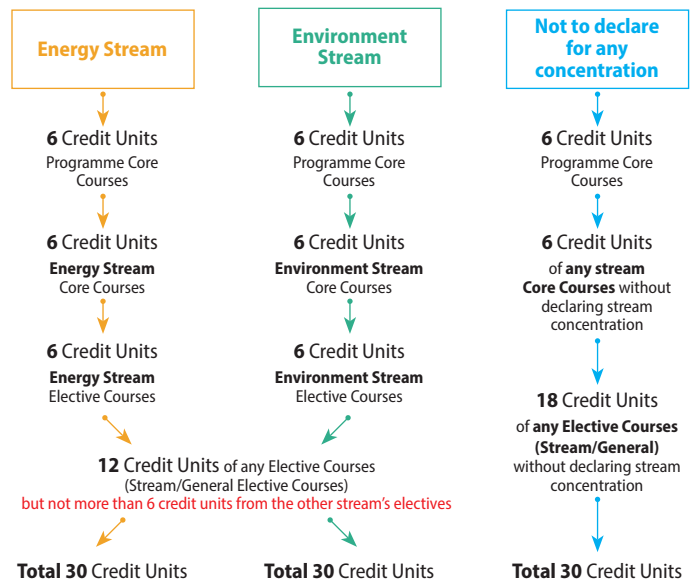 Energy Stream
6 Credit Units
Programme Core
Courses
6 Credit Units
Energy Stream
Core Courses
6 Credit Units
Energy Stream
Elective Courses
Environment
Stream
6 Credit Units
Programme Core
Courses
6 Credit Units
Environment Stream
Core Courses
6 Credit Units
Environment Stream
Elective Courses
12 Credit Units of any Elective Courses
(Stream/General Elective Courses)
but not more than 6 credit units from the other stream's electives
Total 30 Credit Units
Total 30 Credit Units
Not to declare
for any
concentration
6 Credit Units
Programme Core
Courses
6 Credit Units
of any stream
Core Courses without
declaring stream
concentration
18 Credit Units
of any Elective Courses
(Stream/General)
without declaring stream
concentration
Total 30 Credit Units